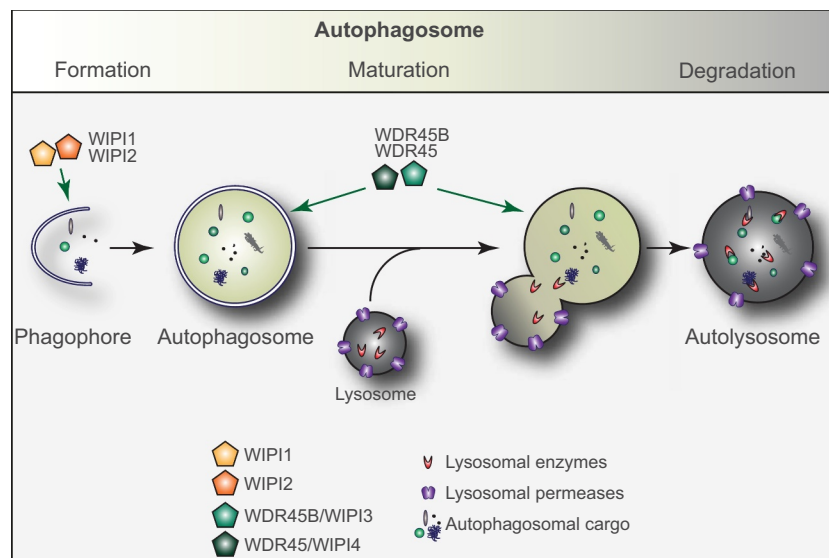 Autophagosome
Formation
Maturation
Degradation
WIPI1
WIPI2
WDR45B
WDR45
Phagophore
Autophagosome
Lysosome
Autolysosome
WIPI1
WIPI2
WDR45B/WIPI3
WDR45/WIPI4
Lysosomal enzymes
Lysosomal permeases
Autophagosomal cargo